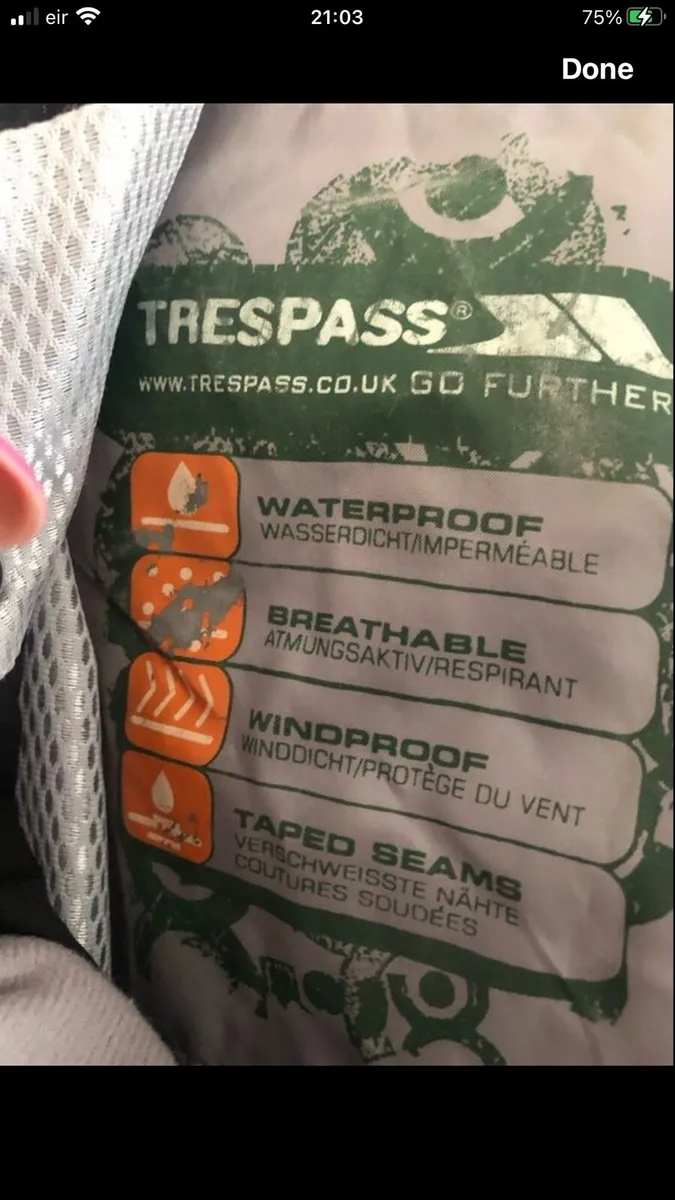 eir 21:03 75%
Done
TRESPASS®
WWW.TRESPASS.CO.UK GO FURTHER
WATERPROOF
WASSERDICHT/IMPERMÉABLE
BREATHABLE
ATMUNGSAKTIV/RESPIRANT
WINDPROOF
WINDDICHT/PROTÈGE DU VENT
TAPED SEAMS
VERSCHWEISSTE NÄHTE
COUTURES SOUDÉES